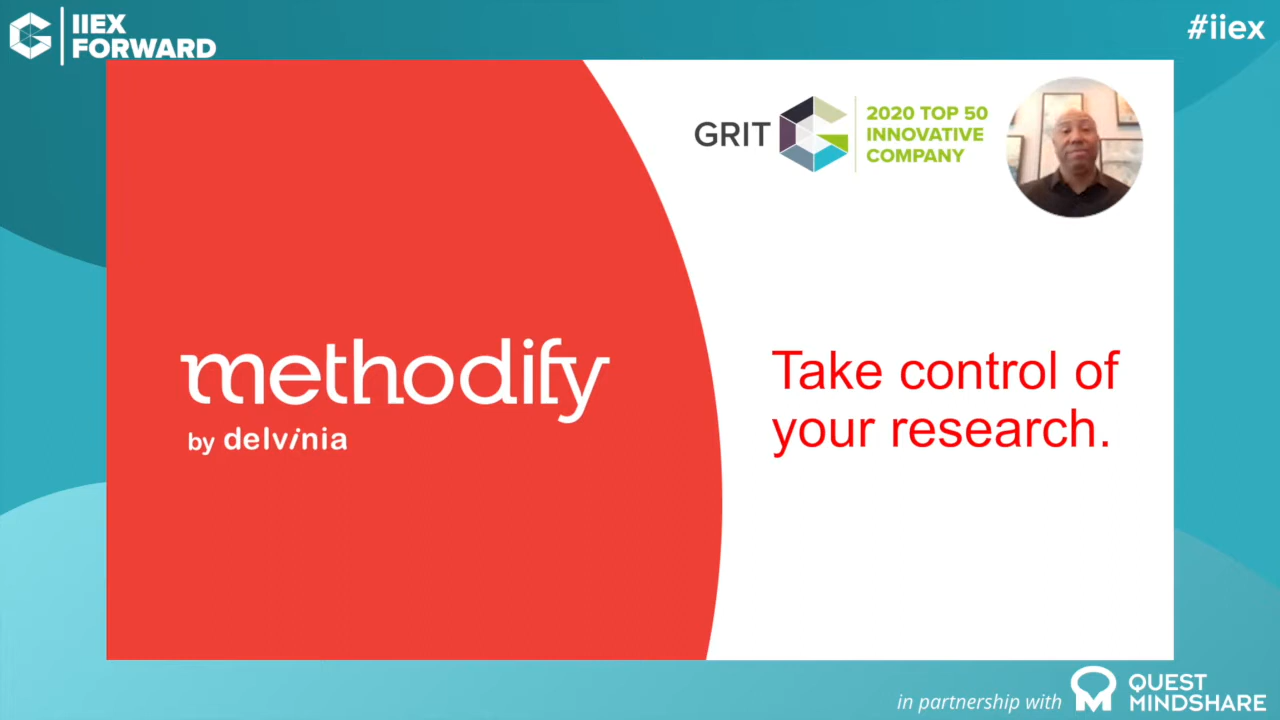 IIEX
FORWARD
#iiex
GRIT
2020 TOP 50
INNOVATIVE
COMPANY
methodify
by delvinia
Take control of
your research.
in partnership with
QUEST
MINDSHARE